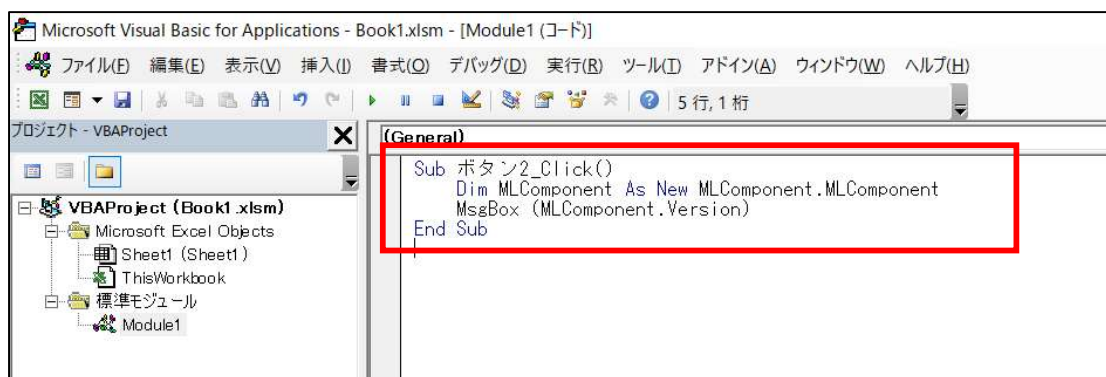 Microsoft Visual Basic for Applications - Book1.xlsm - [Module1 (コード)]
ファイル(F) 編集(E) 表示(V) 挿入(I) 書式(O) デバッグ(D) 実行(R) ツール(T) アドイン(A) ウィンドウ(W) ヘルプ(H)
5 行, 1 桁
プロジェクト - VBAProject
(General)
VBAProject (Book1.xlsm)
Microsoft Excel Objects
Sheet1 (Sheet1)
ThisWorkbook
標準モジュール
Module1
Sub ボタン2_Click()
Dim MLComponent As New MLComponent.MLComponent
MsgBox (MLComponent.Version)
End Sub